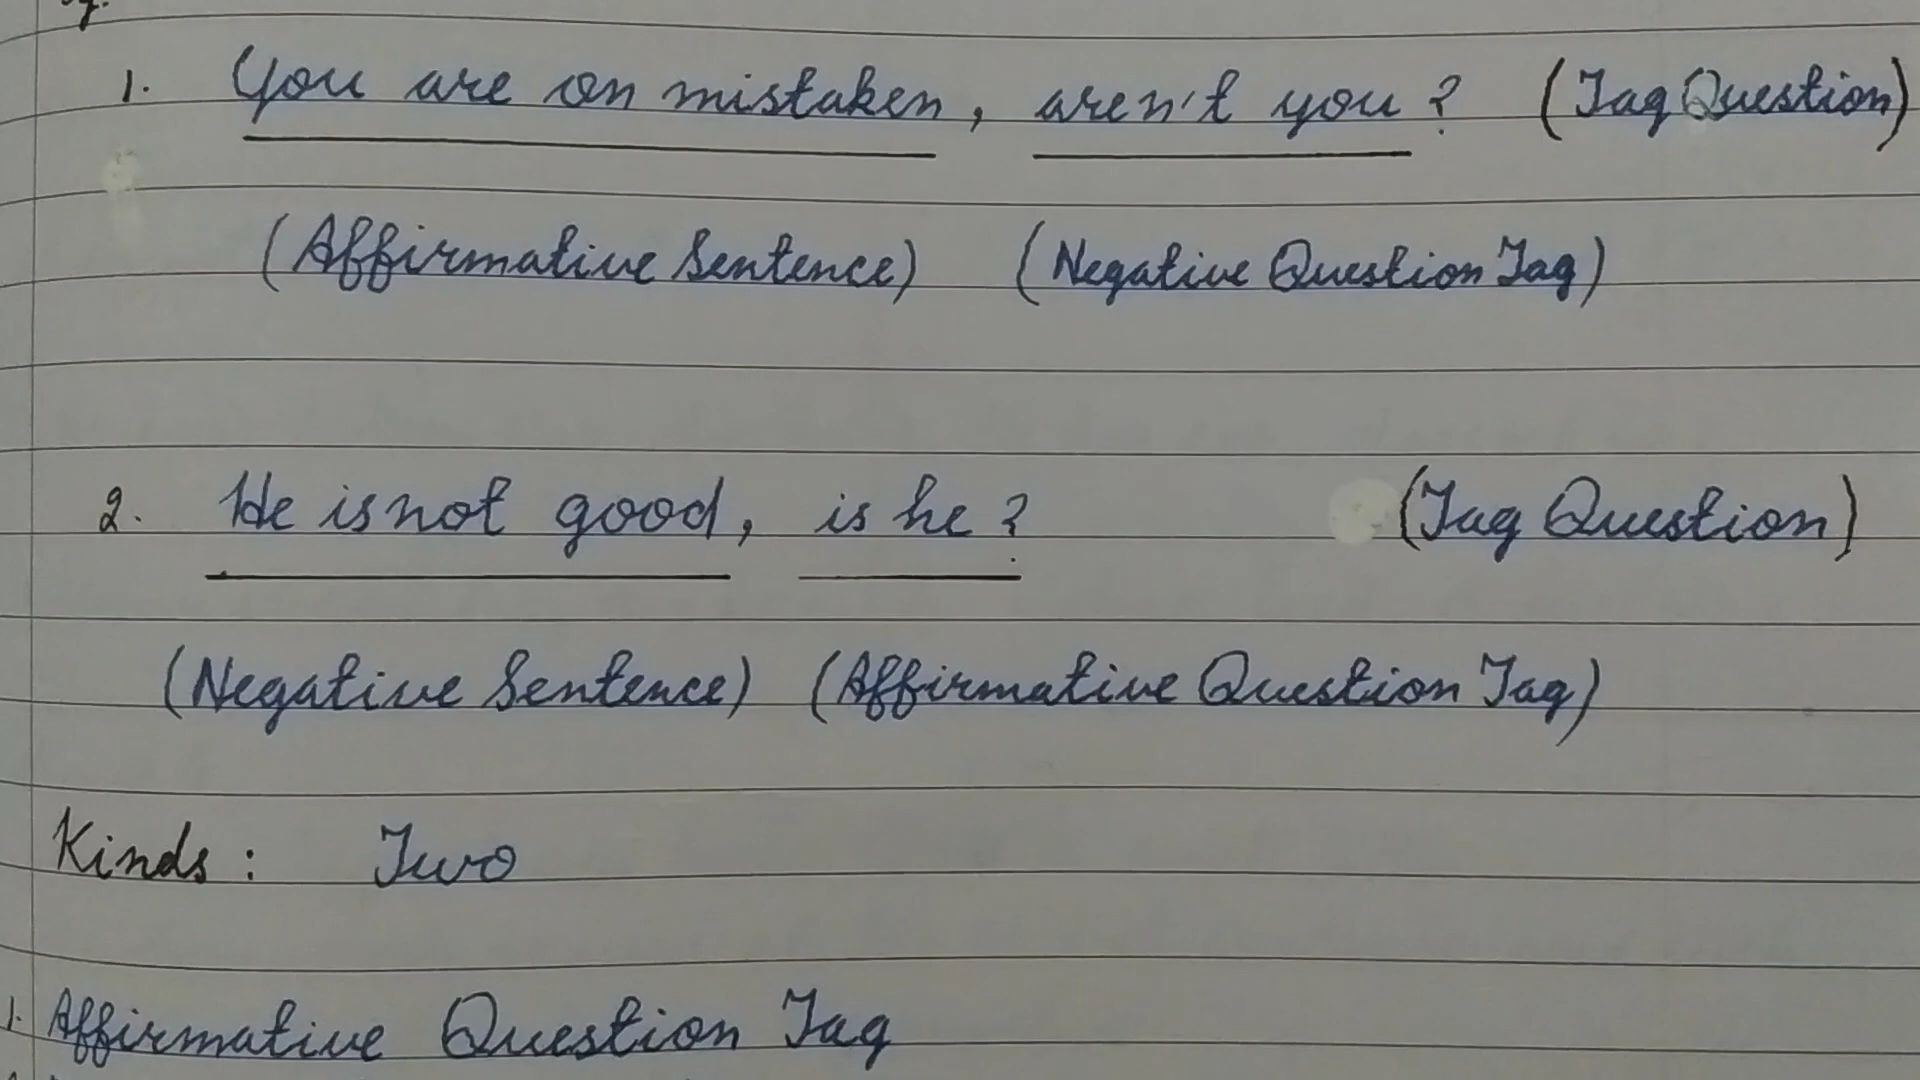 1. You are on mistaken, aren't you? (Tag Question)
(Affirmative Sentence) (Negative Question Tag)
2. He is not good, is he? (Tag Question)
(Negative Sentence) (Affirmative Question Tag)
Kinds: Two
1. Affirmative Question Tag